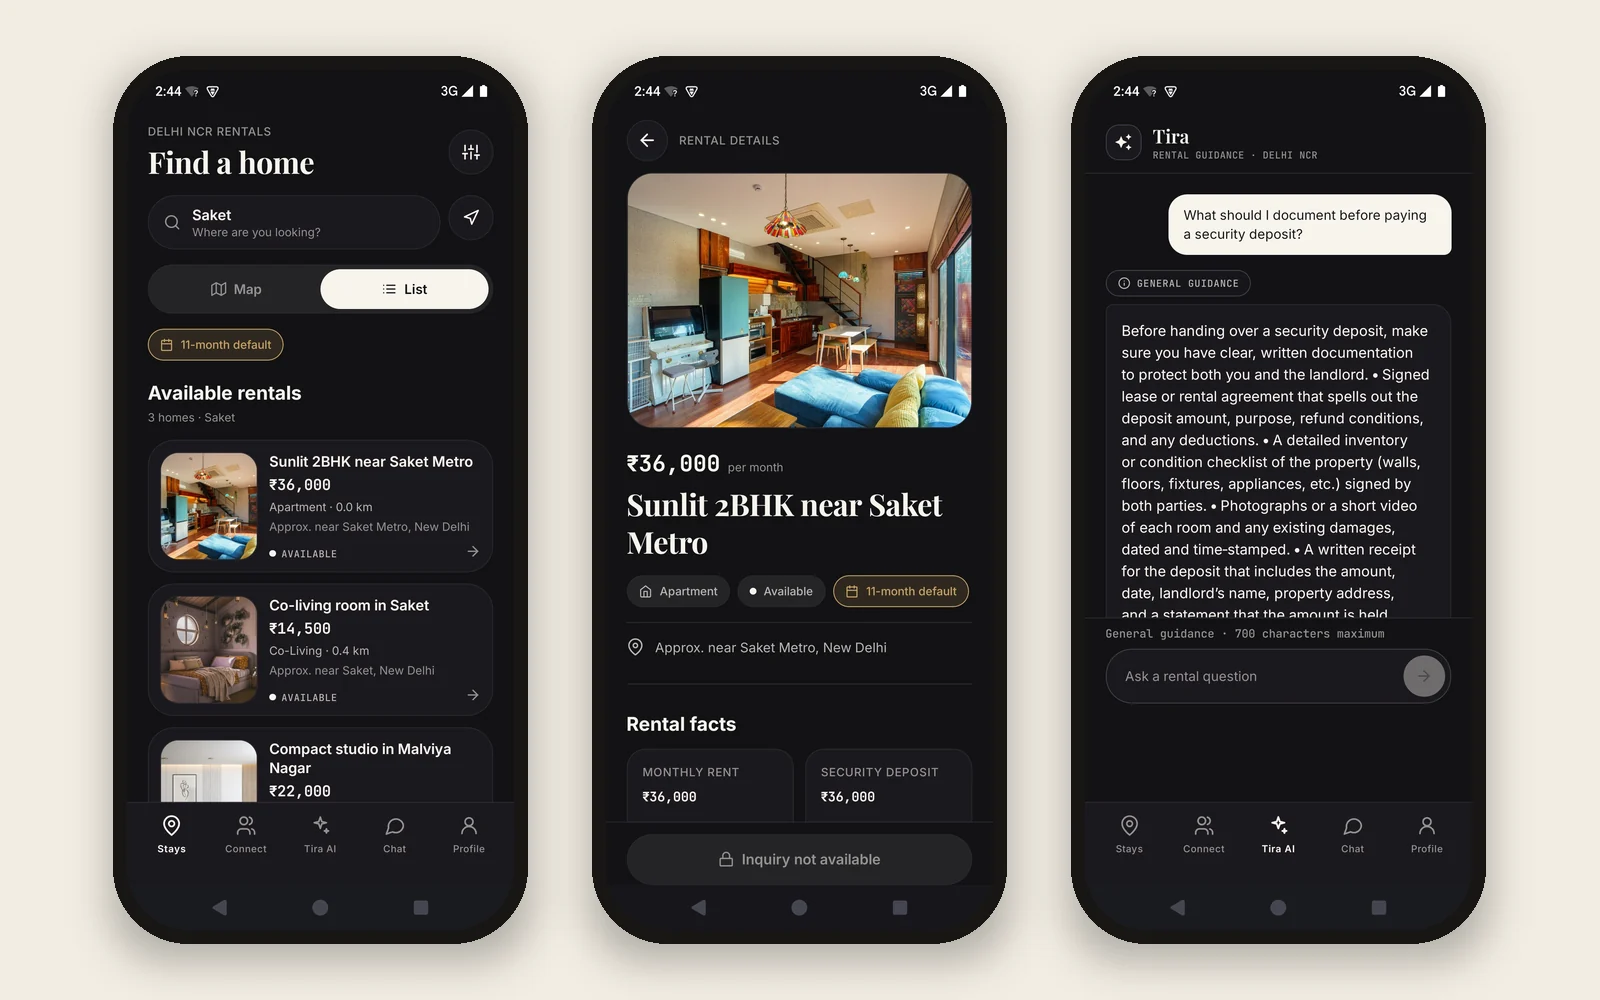 2:44
3G
DELHI NCR RENTALS
Find a home
Saket
Where are you looking?
Map
List
11-month default
Available rentals
3 homes · Saket
Sunlit 2BHK near Saket Metro
₹36,000
Apartment · 0.0 km
Approx. near Saket Metro, New Delhi
AVAILABLE
Co-living room in Saket
₹14,500
Co-Living · 0.4 km
Approx. near Saket, New Delhi
AVAILABLE
Compact studio in Malviya
Nagar
₹22,000
Stays
Connect
Tira AI
Chat
Profile
2:44
3G
RENTAL DETAILS
₹36,000 per month
Sunlit 2BHK near Saket
Metro
Apartment
Available
11-month default
Approx. near Saket Metro, New Delhi
Rental facts
MONTHLY RENT
₹36,000
SECURITY DEPOSIT
₹36,000
Inquiry not available
2:44
3G
Tira
RENTAL GUIDANCE · DELHI NCR
What should I document before paying
a security deposit?
GENERAL GUIDANCE
Before handing over a security deposit, make
sure you have clear, written documentation
to protect both you and the landlord. • Signed
lease or rental agreement that spells out the
deposit amount, purpose, refund conditions,
and any deductions. • A detailed inventory
or condition checklist of the property (walls,
floors, fixtures, appliances, etc.) signed by
both parties. • Photographs or a short video
of each room and any existing damages,
dated and time-stamped. • A written receipt
for the deposit that includes the amount,
date, landlord's name, property address,
and a statement that the amount is held
General guidance · 700 characters maximum
Ask a rental question
Stays
Connect
Tira AI
Chat
Profile